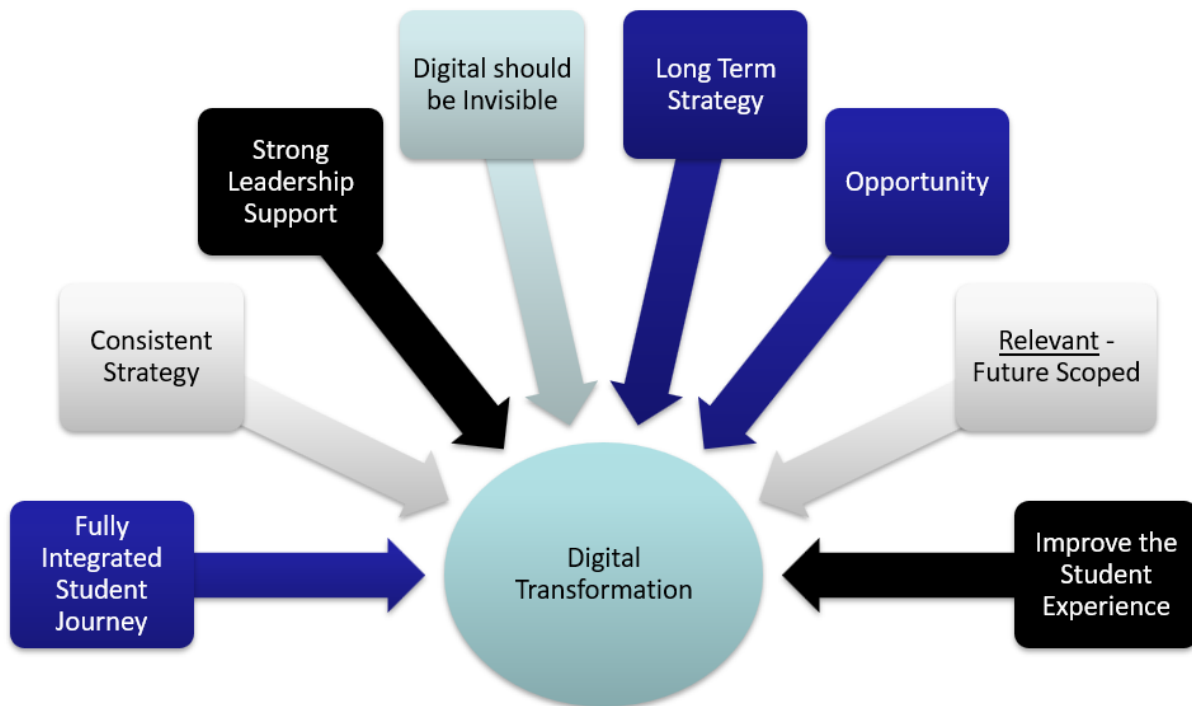 Digital should
be Invisible
Long Term
Strategy
Strong
Leadership
Support
Opportunity
Consistent
Strategy
Relevant -
Future Scoped
Fully
Integrated
Student
Journey
Digital
Transformation
Improve the
Student
Experience